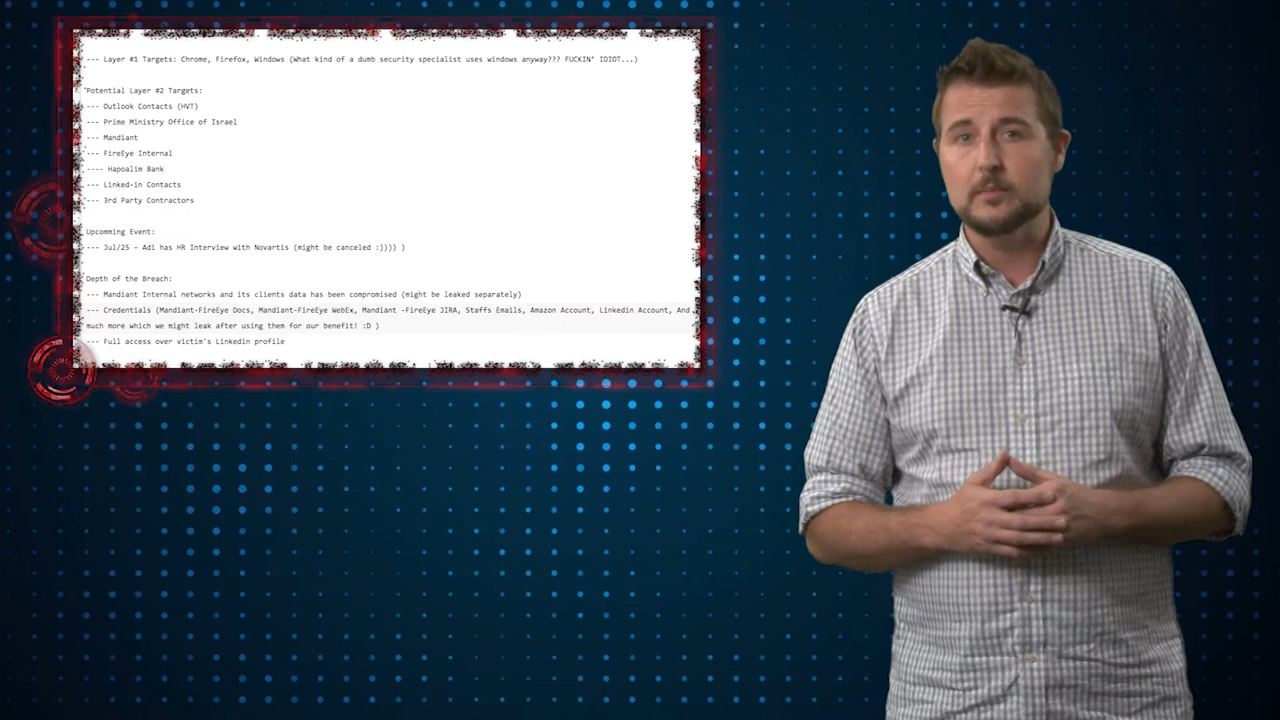 --- Layer #1 Targets: Chrome, Firefox, Windows (What kind of a dumb security specialist uses windows anyway??? FUCKIN' IDIOT...)
Potential Layer #2 Targets:
--- Outlook Contacts (HVT)
--- Prime Ministry Office of Israel
--- Mandiant
--- FireEye Internal
---- Hapoalim Bank
--- Linked-in Contacts
--- 3rd Party Contractors
Upcomming Event:
--- Jul/25 – Adi has HR Interview with Novartis (might be canceled :)))) )
Depth of the Breach:
--- Mandiant Internal networks and its clients data has been compromised (might be leaked separately)
--- Credentials (Mandiant-FireEye Docs, Mandiant-FireEye WebEx, Mandiant -FireEye JIRA, Staffs Emails, Amazon Account, Linkedin Account, And
much more which we might leak after using them for our benefit! :D )
--- Full access over victim's Linkedin profile